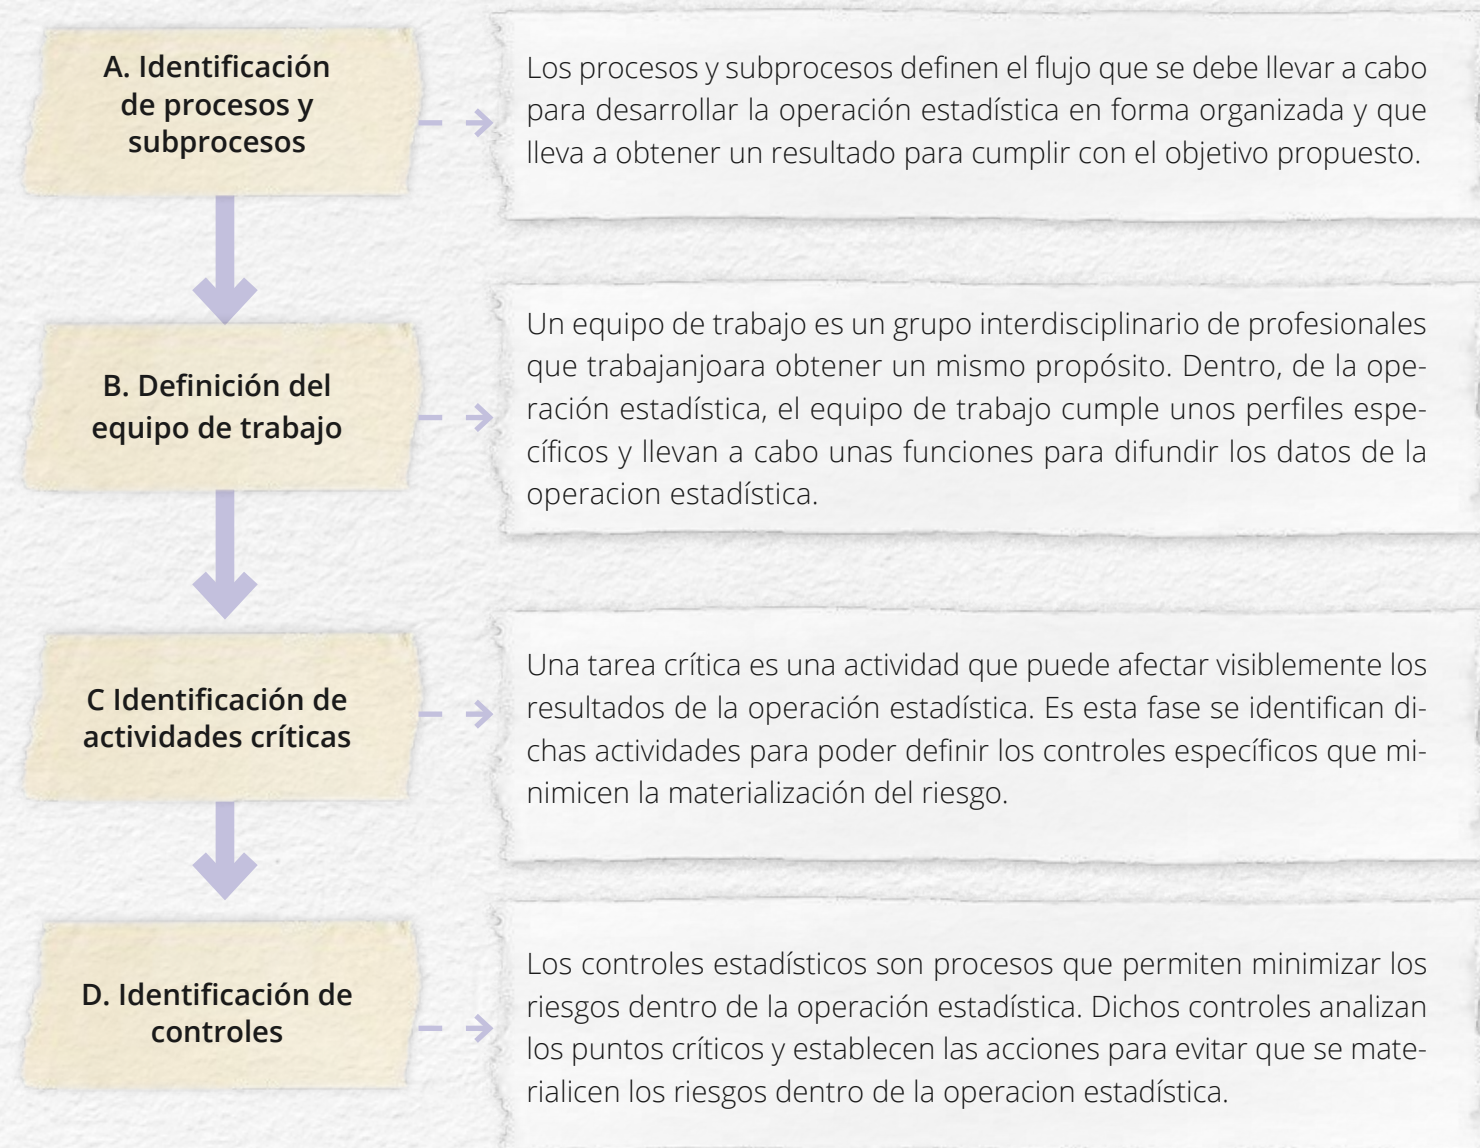 A. Identificación
de procesos y
subprocesos
Los procesos y subprocesos definen el flujo que se debe llevar a cabo
para desarrollar la operación estadística en forma organizada y que
lleva a obtener un resultado para cumplir con el objetivo propuesto.
B. Definición del
equipo de trabajo
Un equipo de trabajo es un grupo interdisciplinario de profesionales
que trabajanjoara obtener un mismo propósito. Dentro, de la ope-
ración estadística, el equipo de trabajo cumple unos perfiles espe-
cíficos y llevan a cabo unas funciones para difundir los datos de la
operacion estadística.
C Identificación de
actividades críticas
Una tarea crítica es una actividad que puede afectar visiblemente los
resultados de la operación estadística. Es esta fase se identifican di-
chas actividades para poder definir los controles específicos que mi-
nimicen la materialización del riesgo.
D. Identificación de
controles
Los controles estadísticos son procesos que permiten minimizar los
riesgos dentro de la operación estadística. Dichos controles analizan
los puntos críticos y establecen las acciones para evitar que se mate-
rialicen los riesgos dentro de la operacion estadística.